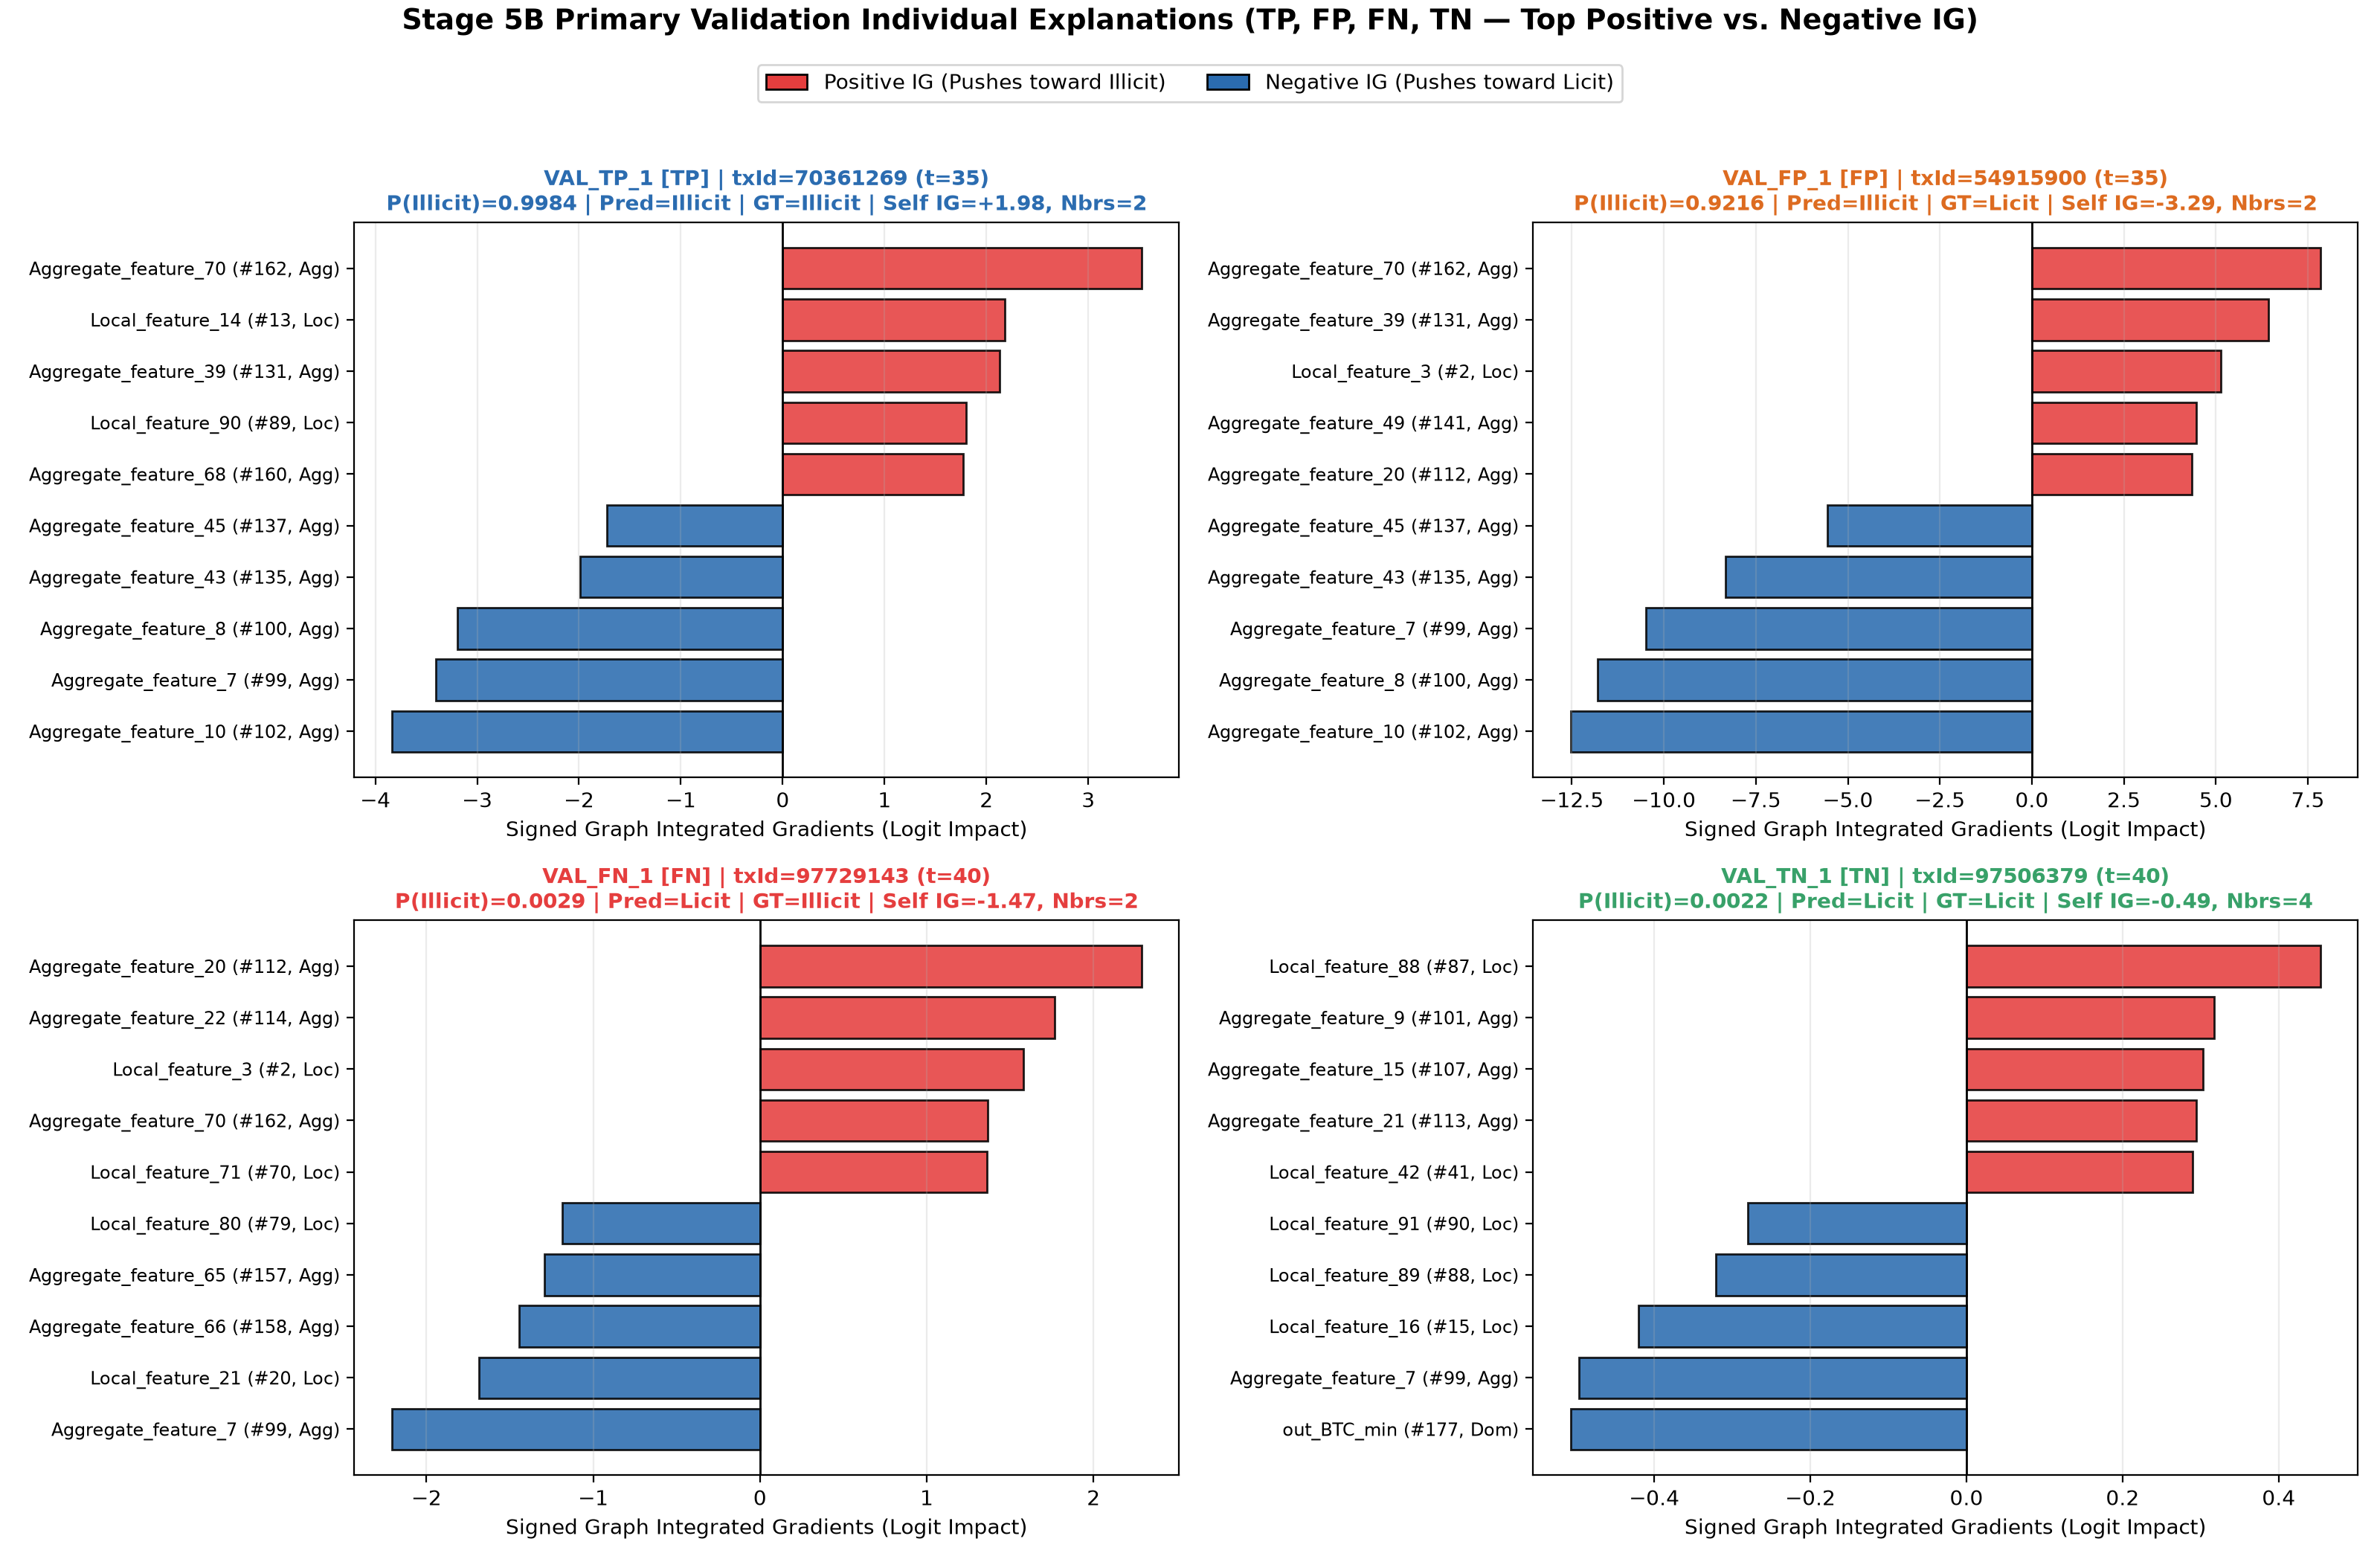 Stage 5B Primary Validation Individual Explanations (TP, FP, FN, TN — Top Positive vs. Negative IG)
Positive IG (Pushes toward Illicit)
Negative IG (Pushes toward Licit)
VAL_TP_1 [TP] | txId=70361269 (t=35)
P(Illicit)=0.9984 | Pred=Illicit | GT=Illicit | Self IG=+1.98, Nbrs=2
Aggregate_feature_70 (#162, Agg)
Local_feature_14 (#13, Loc)
Aggregate_feature_39 (#131, Agg)
Local_feature_90 (#89, Loc)
Aggregate_feature_68 (#160, Agg)
Aggregate_feature_45 (#137, Agg)
Aggregate_feature_43 (#135, Agg)
Aggregate_feature_8 (#100, Agg)
Aggregate_feature_7 (#99, Agg)
Aggregate_feature_10 (#102, Agg)
−4 −3 −2 −1 0 1 2 3
Signed Graph Integrated Gradients (Logit Impact)
VAL_FP_1 [FP] | txId=54915900 (t=35)
P(Illicit)=0.9216 | Pred=Illicit | GT=Licit | Self IG=-3.29, Nbrs=2
Aggregate_feature_70 (#162, Agg)
Aggregate_feature_39 (#131, Agg)
Local_feature_3 (#2, Loc)
Aggregate_feature_49 (#141, Agg)
Aggregate_feature_20 (#112, Agg)
Aggregate_feature_45 (#137, Agg)
Aggregate_feature_43 (#135, Agg)
Aggregate_feature_7 (#99, Agg)
Aggregate_feature_8 (#100, Agg)
Aggregate_feature_10 (#102, Agg)
−12.5 −10.0 −7.5 −5.0 −2.5 0.0 2.5 5.0 7.5
Signed Graph Integrated Gradients (Logit Impact)
VAL_FN_1 [FN] | txId=97729143 (t=40)
P(Illicit)=0.0029 | Pred=Licit | GT=Illicit | Self IG=-1.47, Nbrs=2
Aggregate_feature_20 (#112, Agg)
Aggregate_feature_22 (#114, Agg)
Local_feature_3 (#2, Loc)
Aggregate_feature_70 (#162, Agg)
Local_feature_71 (#70, Loc)
Local_feature_80 (#79, Loc)
Aggregate_feature_65 (#157, Agg)
Aggregate_feature_66 (#158, Agg)
Local_feature_21 (#20, Loc)
Aggregate_feature_7 (#99, Agg)
−2 −1 0 1 2
Signed Graph Integrated Gradients (Logit Impact)
VAL_TN_1 [TN] | txId=97506379 (t=40)
P(Illicit)=0.0022 | Pred=Licit | GT=Licit | Self IG=-0.49, Nbrs=4
Local_feature_88 (#87, Loc)
Aggregate_feature_9 (#101, Agg)
Aggregate_feature_15 (#107, Agg)
Aggregate_feature_21 (#113, Agg)
Local_feature_42 (#41, Loc)
Local_feature_91 (#90, Loc)
Local_feature_89 (#88, Loc)
Local_feature_16 (#15, Loc)
Aggregate_feature_7 (#99, Agg)
out_BTC_min (#177, Dom)
−0.4 −0.2 0.0 0.2 0.4
Signed Graph Integrated Gradients (Logit Impact)